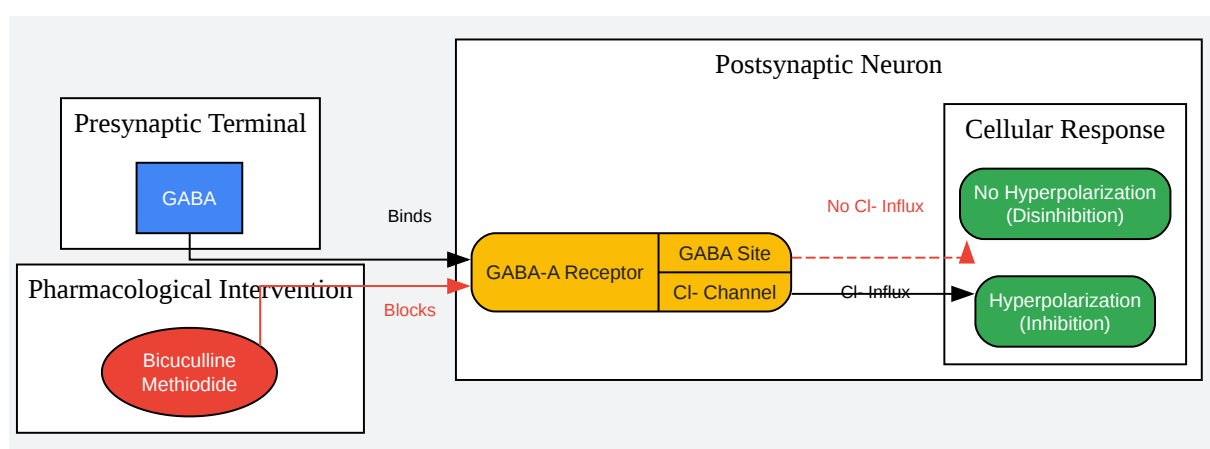 Postsynaptic Neuron
Presynaptic Terminal
GABA
Binds
Pharmacological Intervention
Blocks
Bicuculline
Methiodide
GABA-A Receptor
GABA Site
Cl- Channel
No Cl- Influx
Cl- Influx
Cellular Response
No Hyperpolarization
(Disinhibition)
Hyperpolarization
(Inhibition)